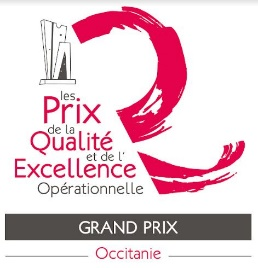 les
Prix
de la
Qualité
et de l'
Excellence
Opérationnelle
GRAND PRIX
Occitanie